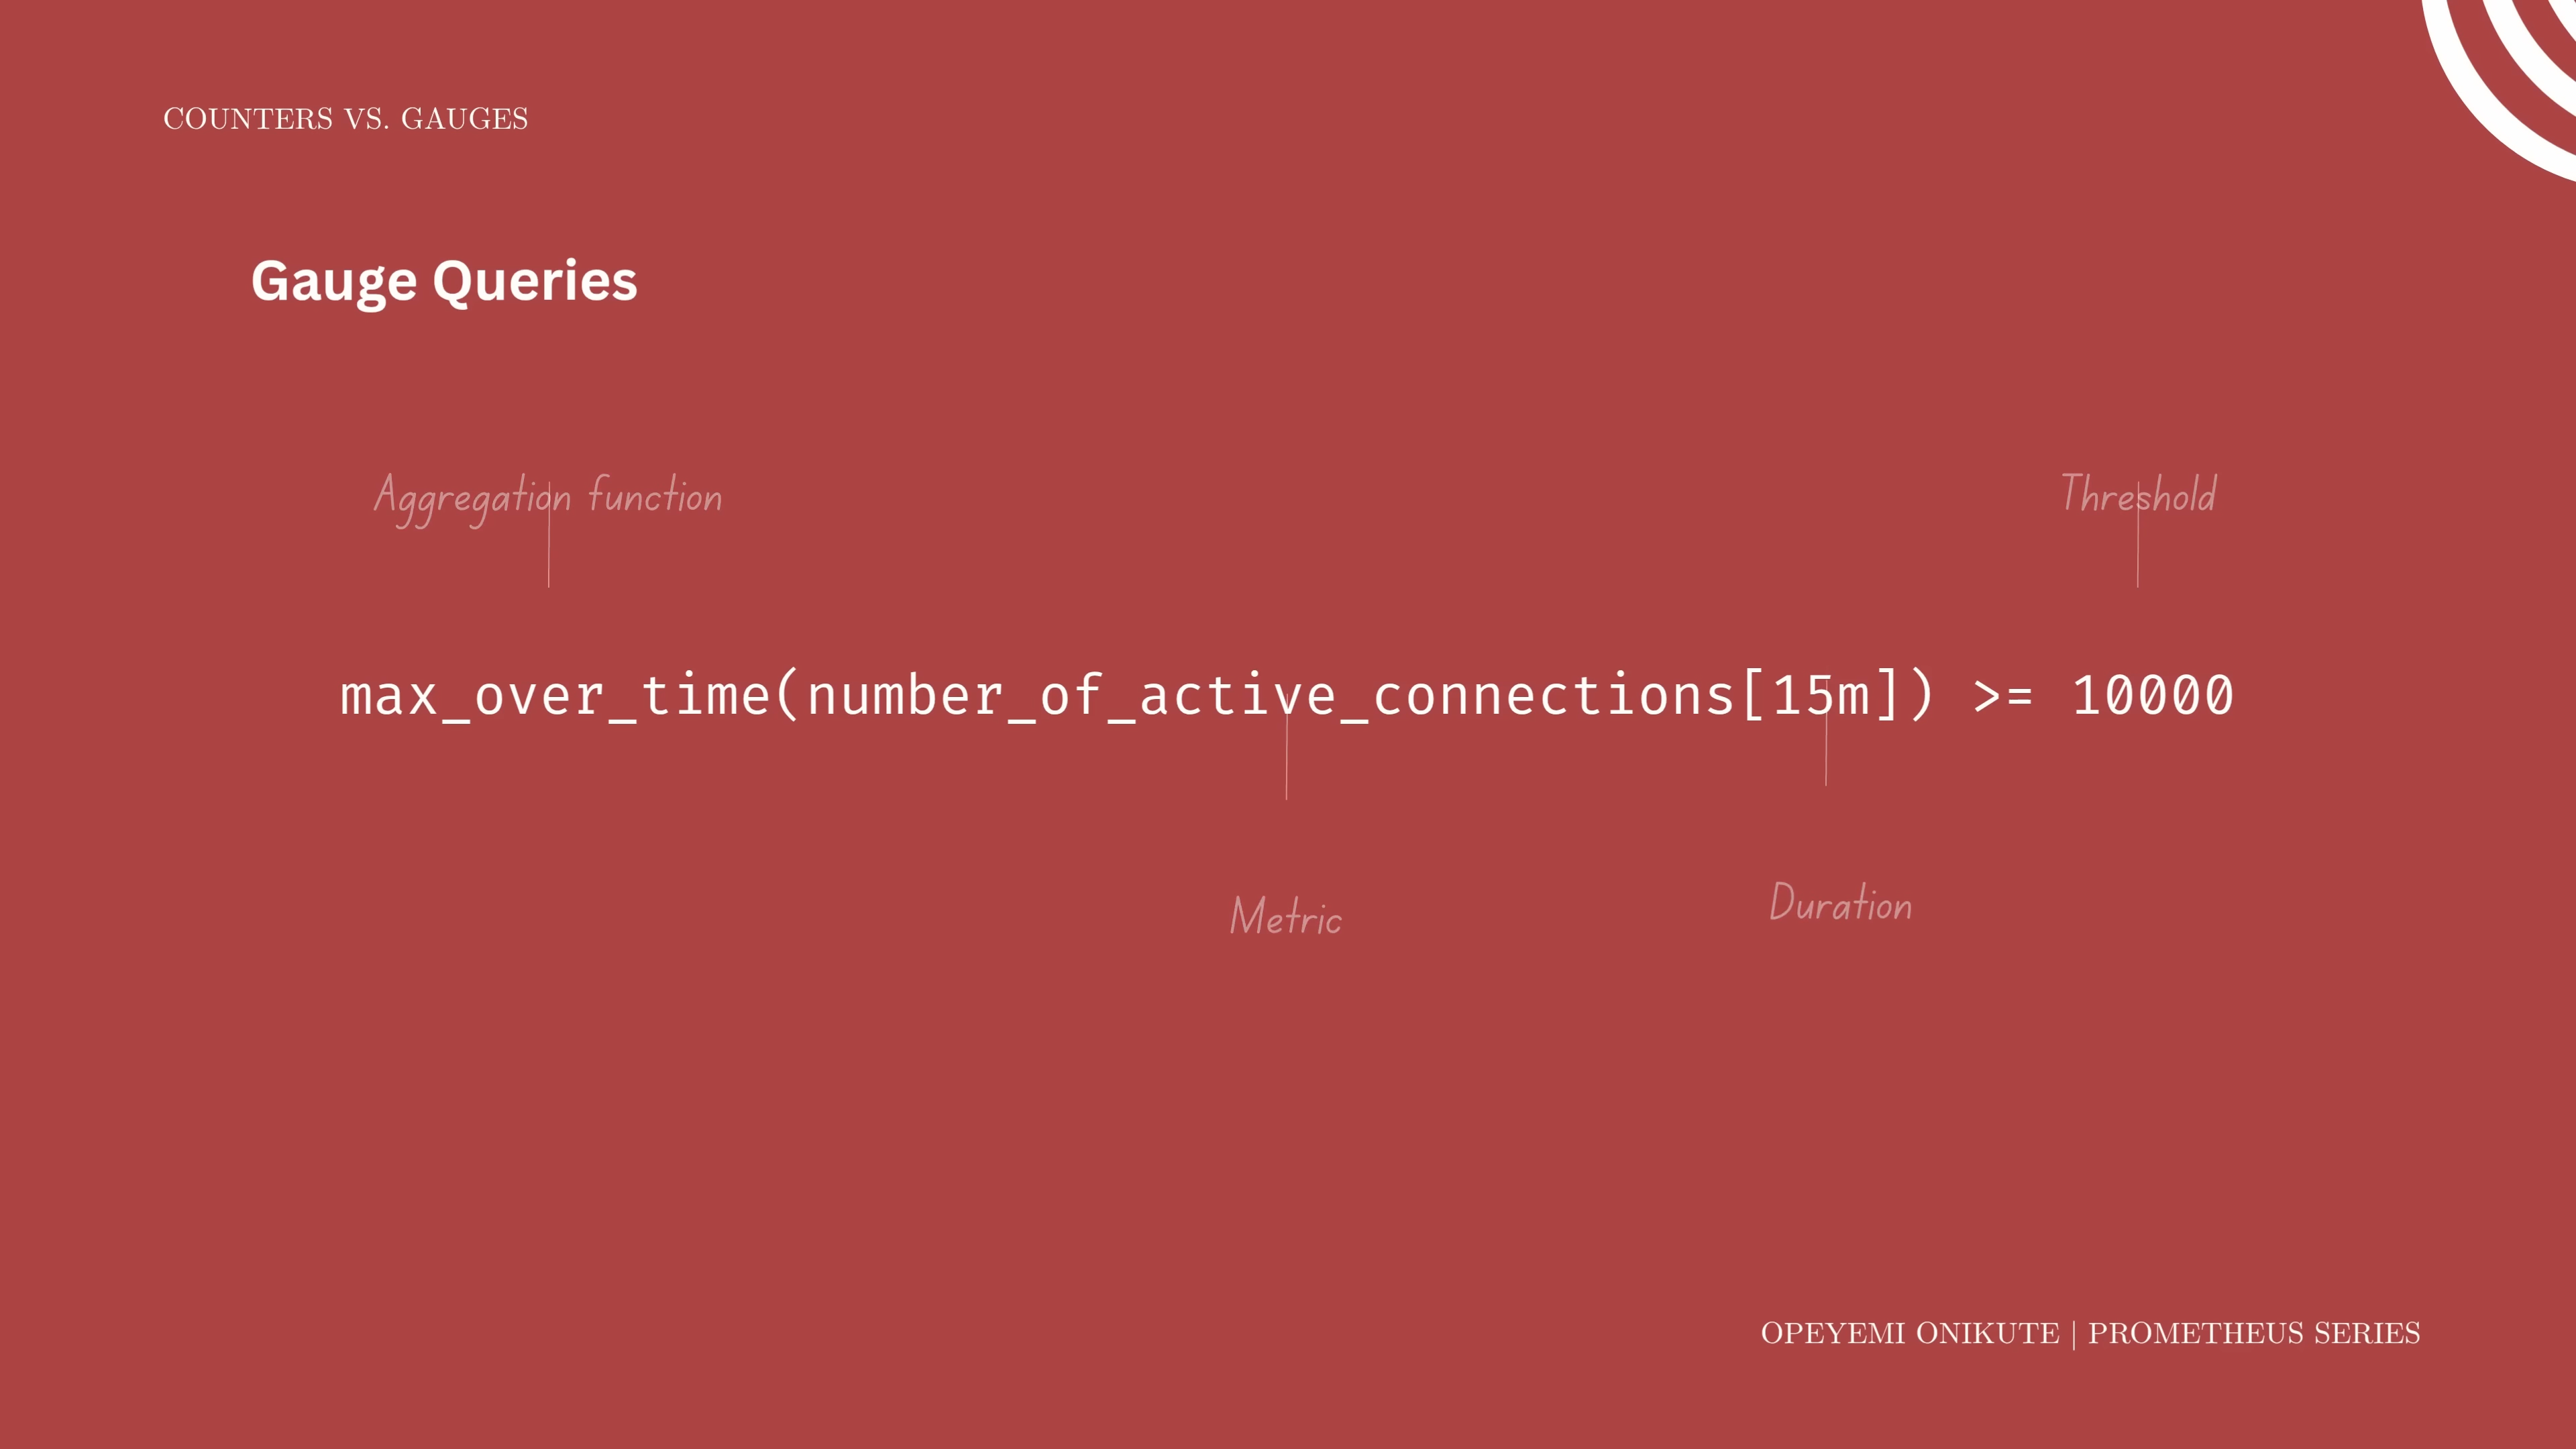 COUNTERS VS. GAUGES
Gauge Queries
Aggregation function
Threshold
max_over_time(number_of_active_connections[15m]) >= 10000
Metric
Duration
OPEYEMI ONIKUTE | PROMETHEUS SERIES